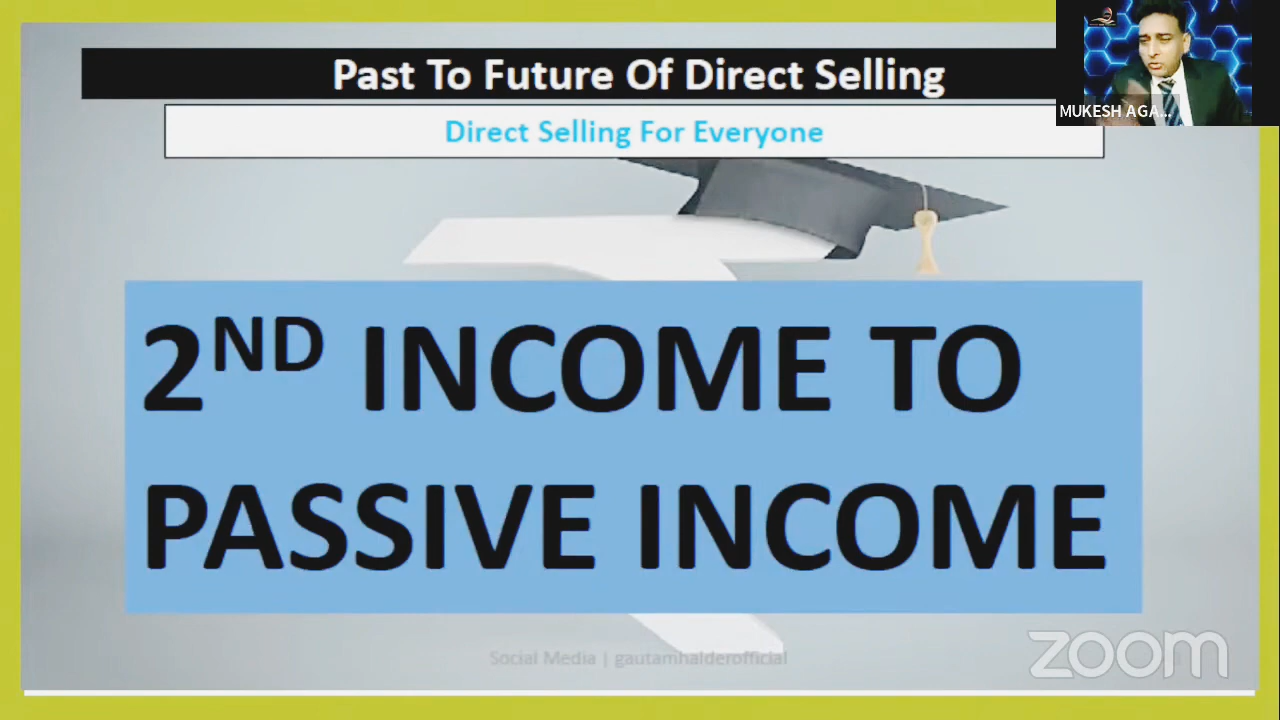 Past To Future Of Direct Selling
MUKESH AGA...
Direct Selling For Everyone
2ND INCOME TO
PASSIVE INCOME
Social Media | gautamhalderofficial
zoom